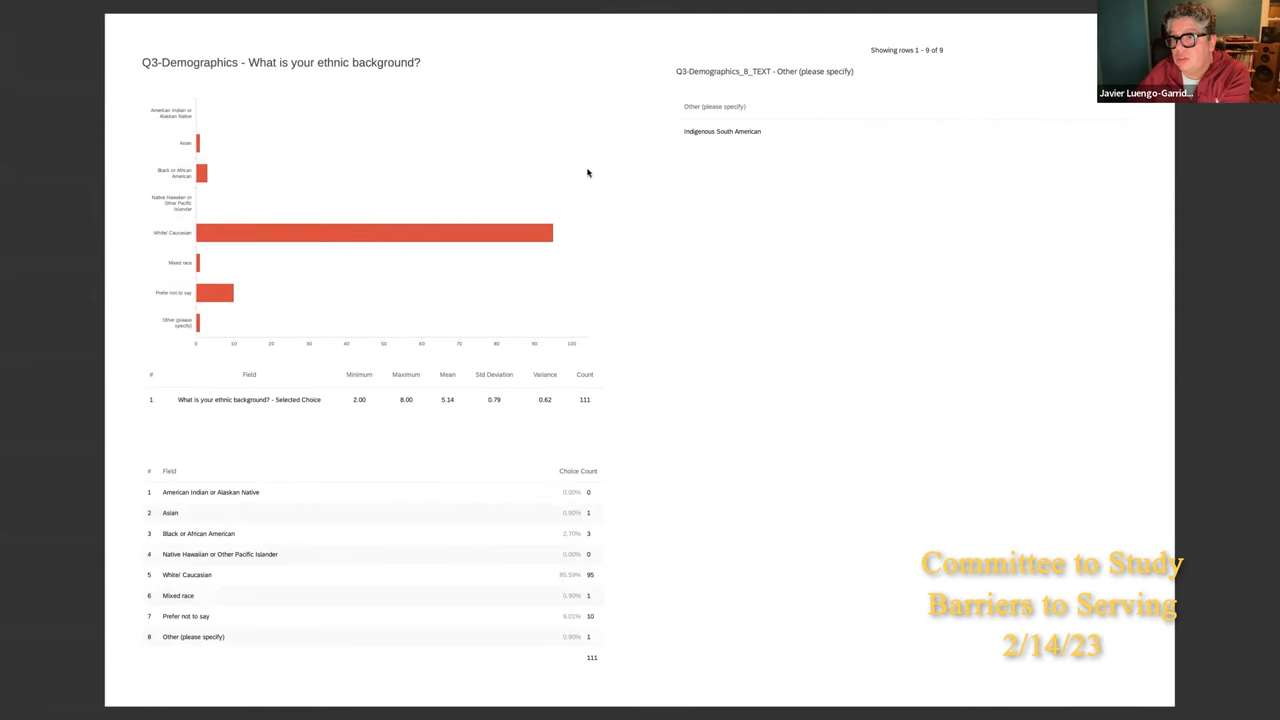 Showing rows 1 - 9 of 9
Q3-Demographics - What is your ethnic background?
Q3-Demographics_8_TEXT - Other (please specify)
Javier Luengo-Garrid...
American Indian or
Alaskan Native
Asian
Black or African
American
Native Hawaiian or
Other Pacific
Islander
White/ Caucasian
Mixed race
Prefer not to say
Other (please
specify)
0 10 20 30 40 50 60 70 80 90 100
Other (please specify)
Indigenous South American
# Field Minimum Maximum Mean Std Deviation Variance Count
1 What is your ethnic background? - Selected Choice 2.00 8.00 5.14 0.79 0.62 111
# Field Choice Count
1 American Indian or Alaskan Native 0.00% 0
2 Asian 0.90% 1
3 Black or African American 2.70% 3
4 Native Hawaiian or Other Pacific Islander 0.00% 0
5 White/ Caucasian 85.59% 95
6 Mixed race 0.90% 1
7 Prefer not to say 9.01% 10
8 Other (please specify) 0.90% 1
111
Committee to Study
Barriers to Serving
2/14/23